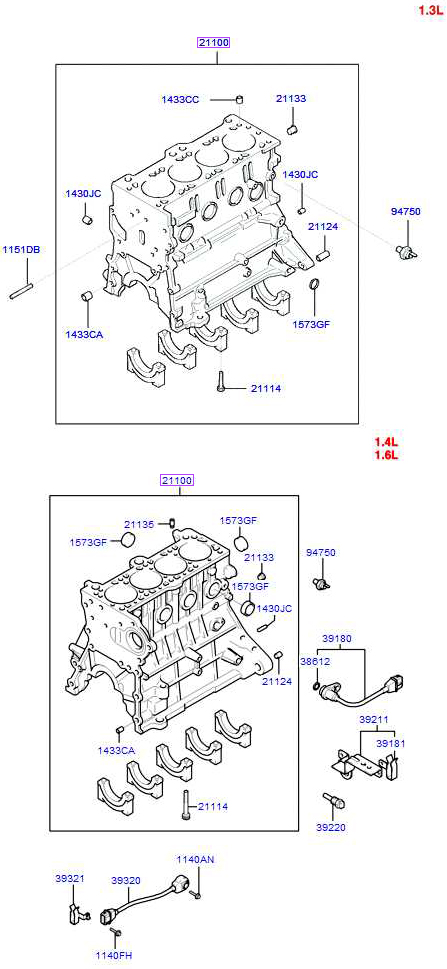 1.3L
21100
1433CC
21133
1430JC
1430JC
94750
21124
1151DB
1433CA
1573GF
21114
1.4L
1.6L
21100
21135
1573GF
1573GF
21133
94750
1573GF
1430JC
39180
38612
21124
39211
39181
1433CA
21114
39220
1140AN
39321
39320
1140FH